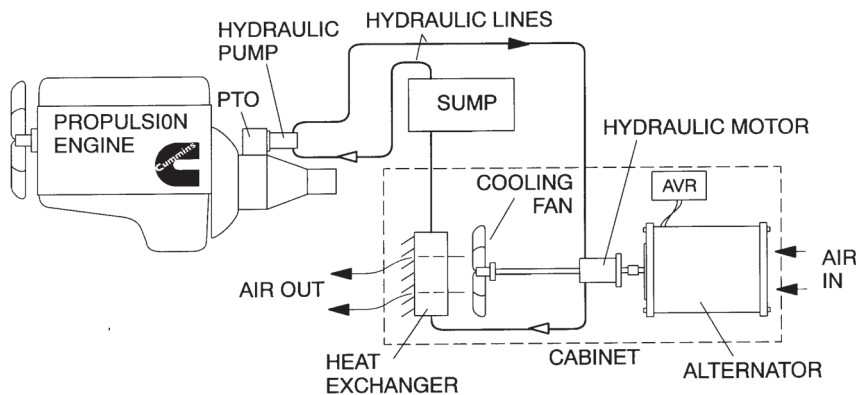 HYDRAULIC LINES
HYDRAULIC
PUMP
PTO
SUMP
PROPULSION
ENGINE
Cummins
HYDRAULIC MOTOR
COOLING
FAN
AVR
AIR OUT
AIR
IN
HEAT
EXCHANGER
CABINET
ALTERNATOR